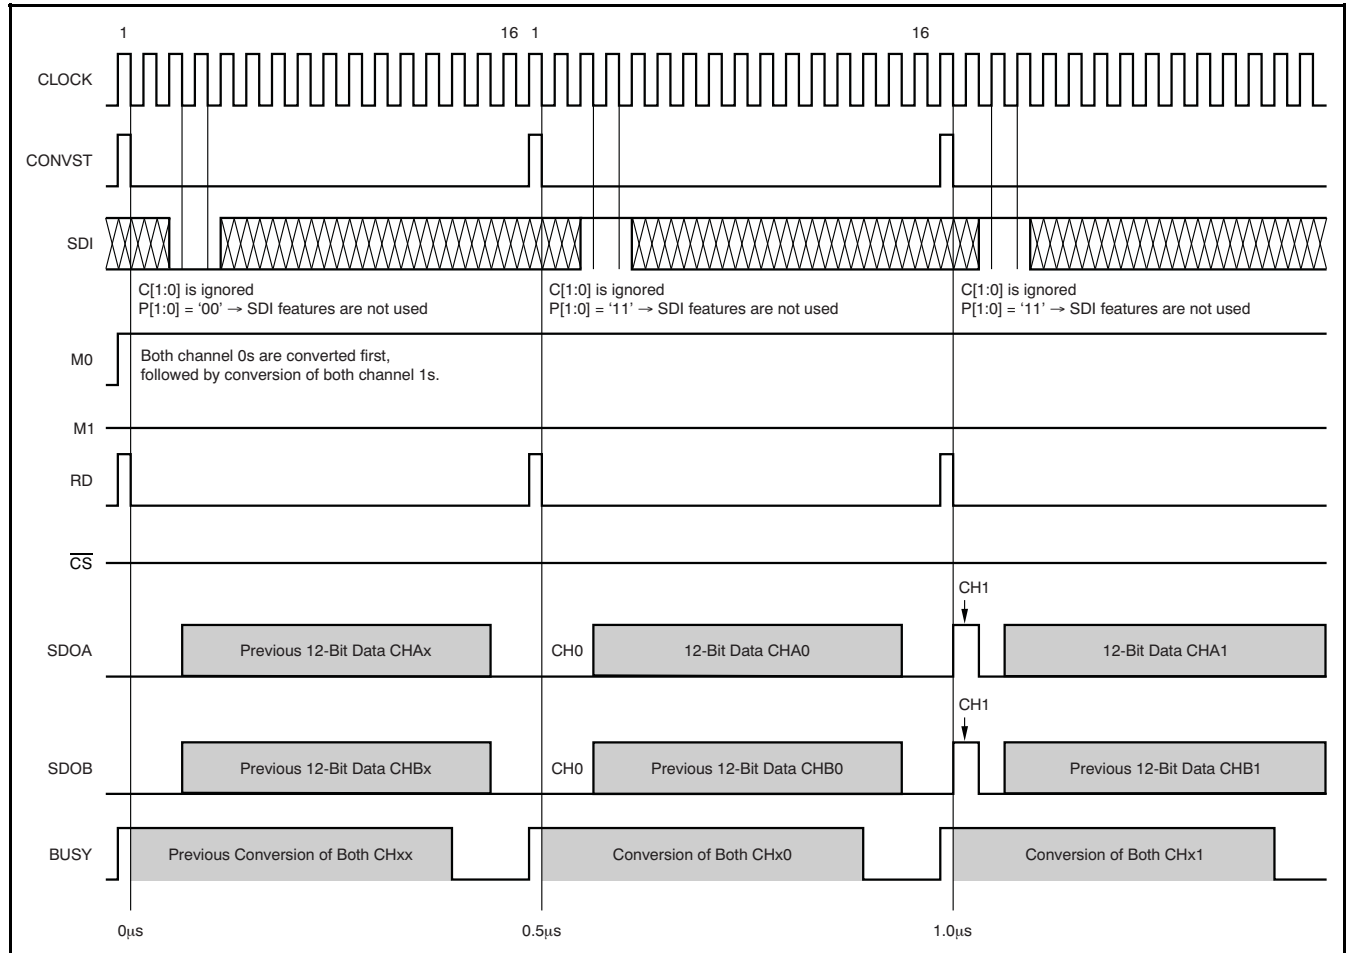 1 16 1 16
CLOCK
CONVST
SDI
C[1:0] is ignored
P[1:0] = ‘00’ → SDI features are not used
C[1:0] is ignored
P[1:0] = ‘11’ → SDI features are not used
C[1:0] is ignored
P[1:0] = ‘11’ → SDI features are not used
M0
Both channel 0s are converted first,
followed by conversion of both channel 1s.
M1
RD
CS
CH1
SDOA Previous 12-Bit Data CHAx CH0 12-Bit Data CHA0 12-Bit Data CHA1
CH1
SDOB Previous 12-Bit Data CHBx CH0 Previous 12-Bit Data CHB0 Previous 12-Bit Data CHB1
BUSY Previous Conversion of Both CHxx Conversion of Both CHx0 Conversion of Both CHx1
0μs 0.5μs 1.0μs